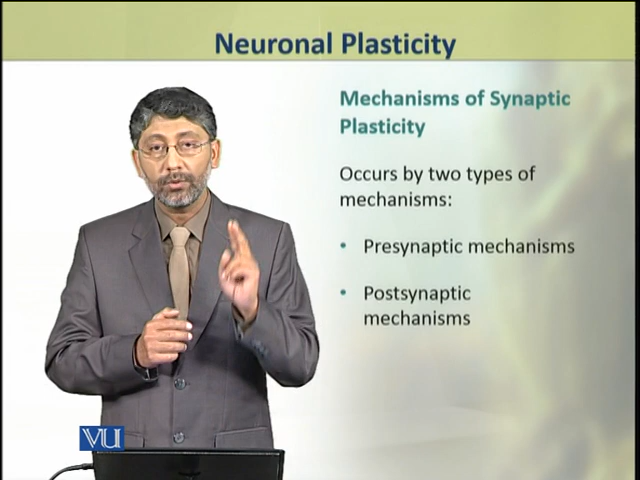 Neuronal Plasticity
Mechanisms of Synaptic
Plasticity
Occurs by two types of
mechanisms:
• Presynaptic mechanisms
• Postsynaptic
mechanisms
VU